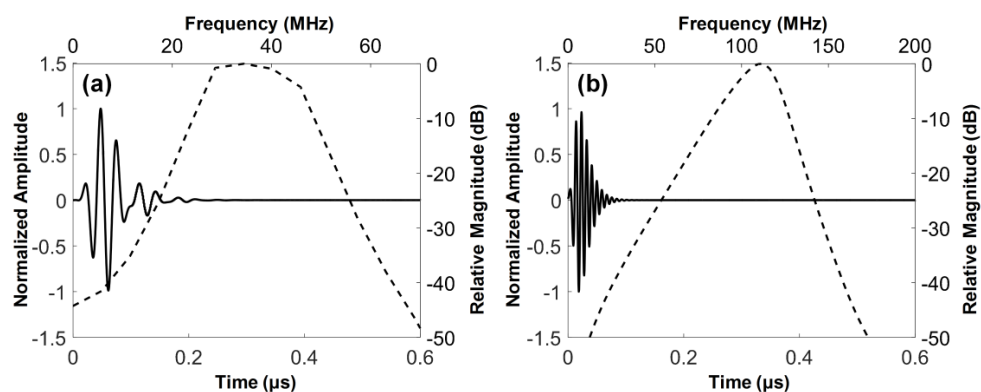 Frequency (MHz)
0 20 40 60
(a)
1.5
1
0.5
0
-0.5
-1
-1.5
Normalized Amplitude
0
-10
-20
-30
-40
-50
Relative Magnitude (dB)
0 0.2 0.4 0.6
Time (μs)
Frequency (MHz)
0 50 100 150 200
(b)
1.5
1
0.5
0
-0.5
-1
-1.5
Normalized Amplitude
0
-10
-20
-30
-40
-50
Relative Magnitude (dB)
0 0.2 0.4 0.6
Time (μs)